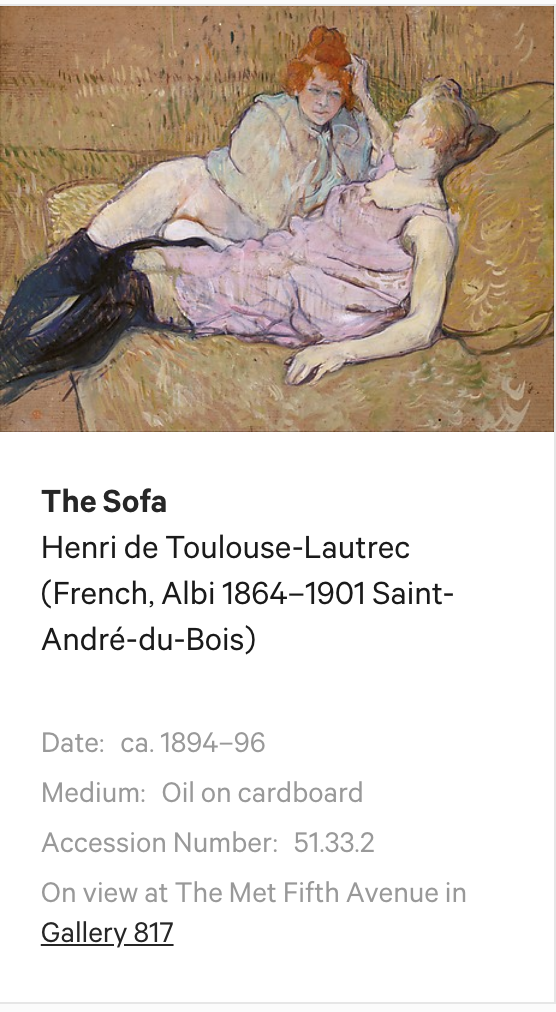 The Sofa
Henri de Toulouse-Lautrec
(French, Albi 1864–1901 Saint-
André-du-Bois)
Date: ca. 1894–96
Medium: Oil on cardboard
Accession Number: 51.33.2
On view at The Met Fifth Avenue in
Gallery 817